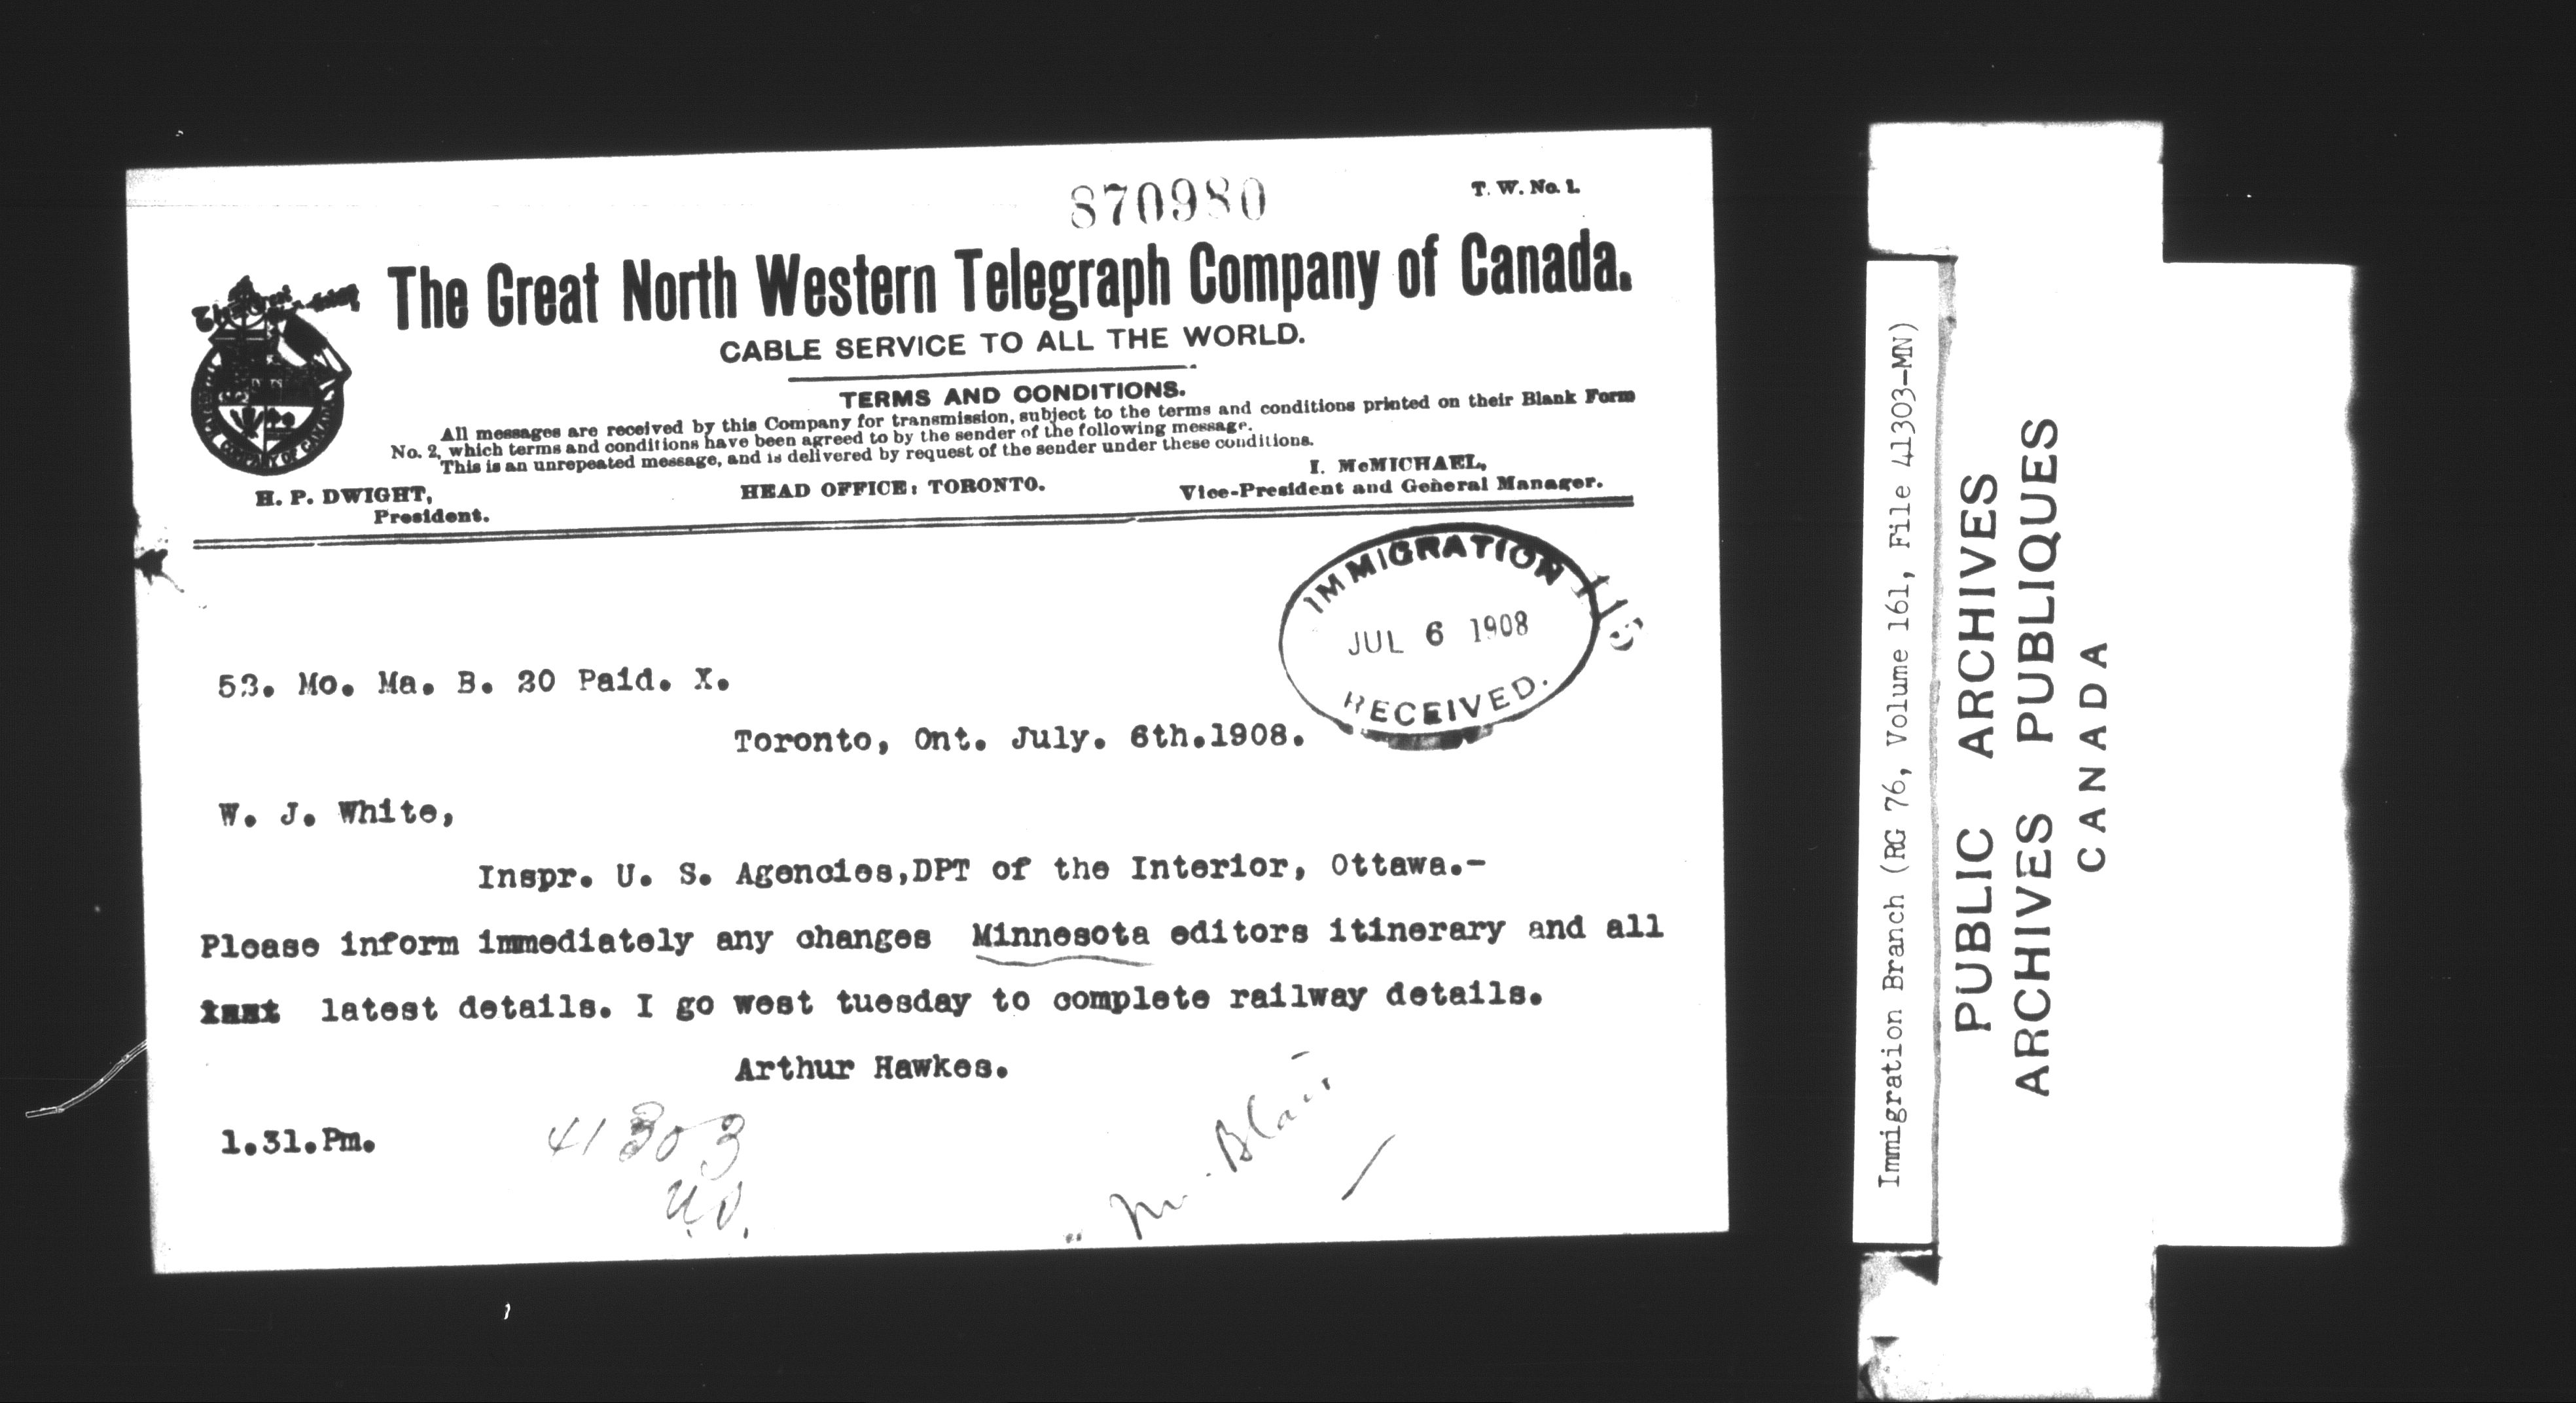 870980
T. W. No. 1.
The Great North Western Telegraph Company of Canada.
CABLE SERVICE TO ALL THE WORLD.
TERMS AND CONDITIONS.
All messages are received by this Company for transmission, subject to the terms and conditions printed on their Blank Form
No. 2, which terms and conditions have been agreed to by the sender of the following message.
This is an unrepeated message, and is delivered by request of the sender under these conditions.
H. P. DWIGHT,
President.
HEAD OFFICE: TORONTO.
I. McMICHAEL,
Vice-President and General Manager.
IMMIGRATION
JUL 6 1908
RECEIVED.
53. Mo. Ma. B. 20 Paid. X.
Toronto, Ont. July. 6th.1908.
W. J. White,
Inspr. U. S. Agencies,DPT of the Interior, Ottawa.-
Please inform immediately any changes Minnesota editors itinerary and all
latest details. I go west tuesday to complete railway details.
Arthur Hawkes.
1.31.Pm.
41303
Mr. Blair
Immigration Branch (RG 76, Volume 161, File 41303-MN)
PUBLIC ARCHIVES
ARCHIVES PUBLIQUES
CANADA